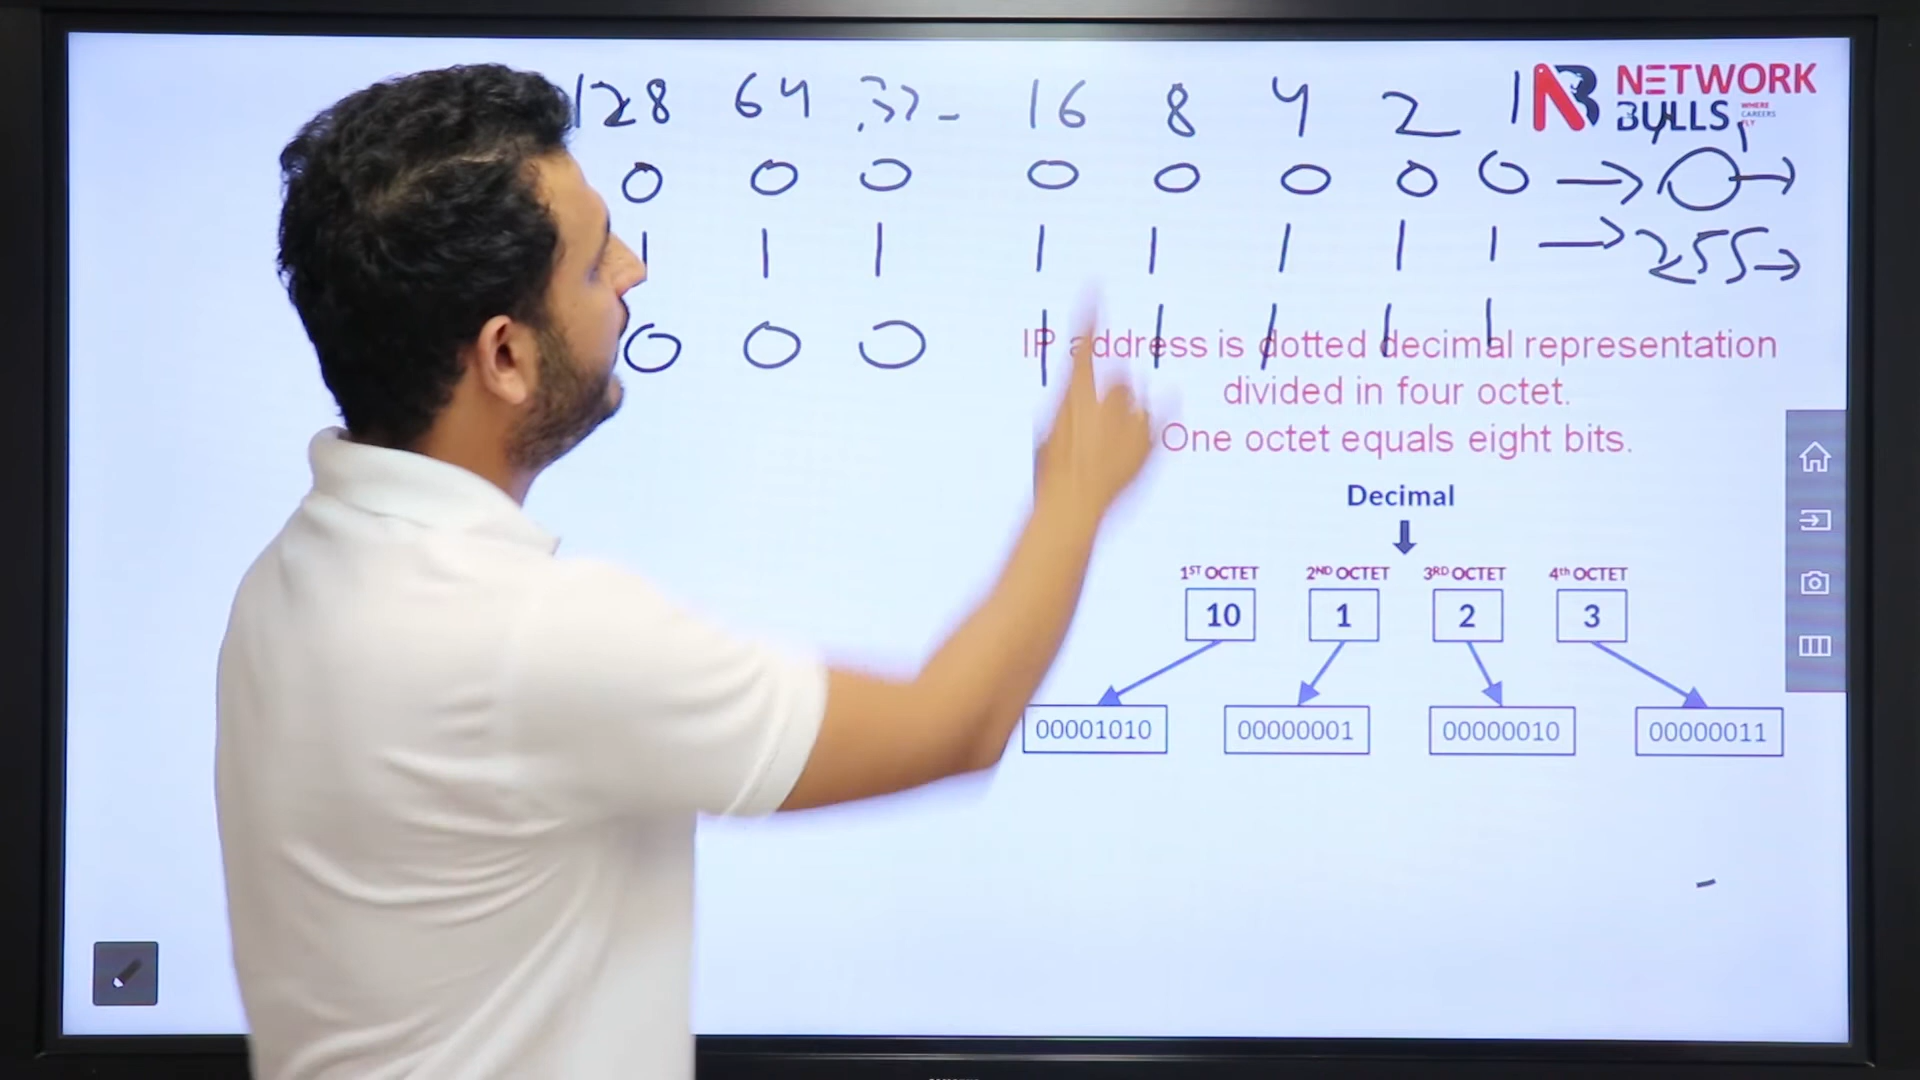 128 64 32 16 8 4 2 1
NETWORK
BULLS
WHERE
CAREERS
FLY
0 0 0 0 0 0 0 0 → 0 →
1 1 1 1 1 1 1 1 → 255 →
0 0 0 1 1 1 1 1
IP address is dotted decimal representation
divided in four octet.
One octet equals eight bits.
Decimal
1ST OCTET 2ND OCTET 3RD OCTET 4th OCTET
10 1 2 3
00001010 00000001 00000010 00000011